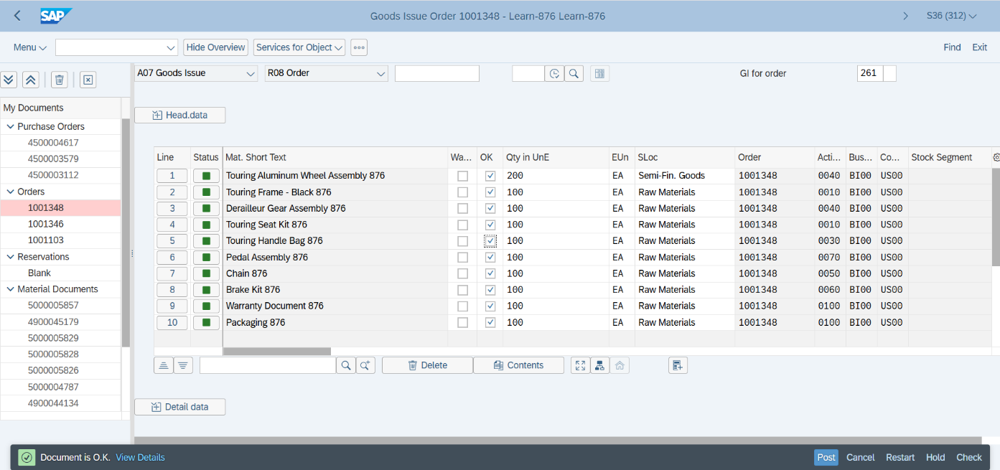 SAP Goods Issue Order 1001348 - Learn-876 Learn-876 S36 (312)
Menu Hide Overview Services for Object Find Exit
A07 Goods Issue R08 Order GI for order 261
My Documents
Purchase Orders
4500004617
4500003579
4500003112
Orders
1001348
1001346
1001103
Reservations
Blank
Material Documents
5000005857
4900045179
5000005829
5000005828
5000005826
5000004787
4900044134
Head.data
Line Status Mat. Short Text Wa... OK Qty in UnE EUn SLoc Order Acti... Bus... Co... Stock Segment
1 Touring Aluminum Wheel Assembly 876 200 EA Semi-Fin. Goods 1001348 0040 BI00 US00
2 Touring Frame - Black 876 100 EA Raw Materials 1001348 0010 BI00 US00
3 Derailleur Gear Assembly 876 100 EA Raw Materials 1001348 0040 BI00 US00
4 Touring Seat Kit 876 100 EA Raw Materials 1001348 0010 BI00 US00
5 Touring Handle Bag 876 100 EA Raw Materials 1001348 0030 BI00 US00
6 Pedal Assembly 876 100 EA Raw Materials 1001348 0070 BI00 US00
7 Chain 876 100 EA Raw Materials 1001348 0050 BI00 US00
8 Brake Kit 876 100 EA Raw Materials 1001348 0060 BI00 US00
9 Warranty Document 876 100 EA Raw Materials 1001348 0100 BI00 US00
10 Packaging 876 100 EA Raw Materials 1001348 0100 BI00 US00
Delete Contents
Detail data
Document is O.K. View Details Post Cancel Restart Hold Check